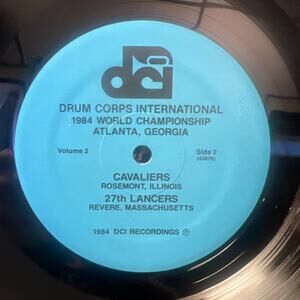 dci
DRUM CORPS INTERNATIONAL
1984 WORLD CHAMPIONSHIP
ATLANTA, GEORGIA
Volume 2
Side 2
(43879)
CAVALIERS
ROSEMONT, ILLINOIS
27th LANCERS
REVERE, MASSACHUSETTS
1984 DCI RECORDINGS ℗